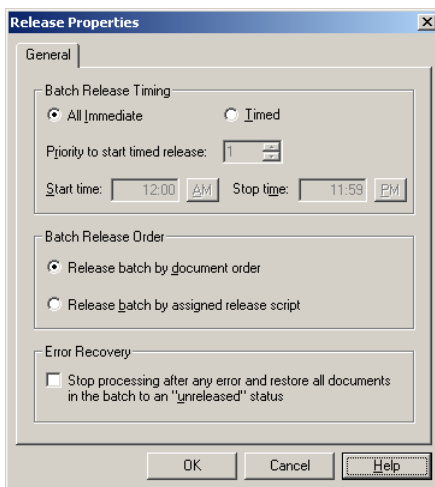 Release Properties
General
Batch Release Timing
All Immediate Timed
Priority to start timed release: 1
Start time: 12:00 AM Stop time: 11:59 PM
Batch Release Order
Release batch by document order
Release batch by assigned release script
Error Recovery
Stop processing after any error and restore all documents
in the batch to an "unreleased" status
OK Cancel Help